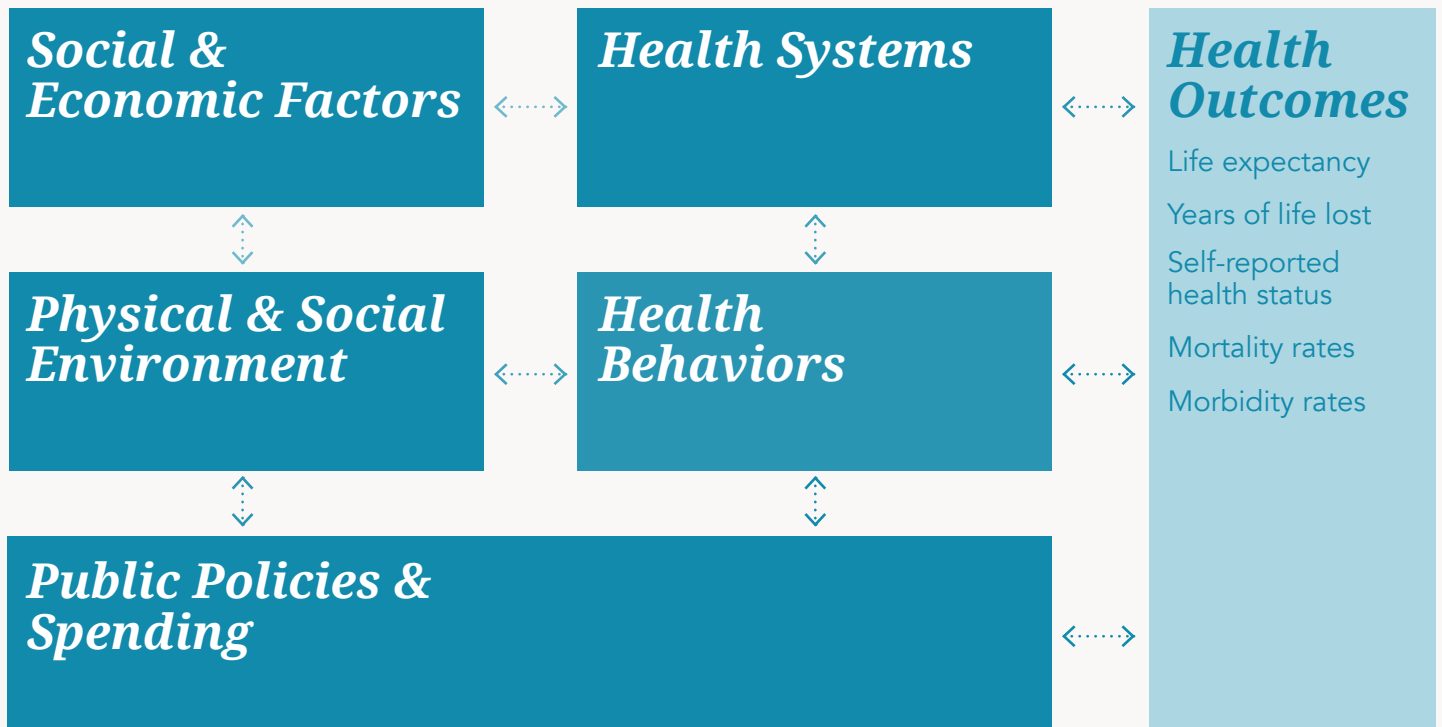 Social &
Economic Factors
Health Systems
Health
Outcomes
Life expectancy
Years of life lost
Self-reported
health status
Mortality rates
Morbidity rates
Physical & Social
Environment
Health
Behaviors
Public Policies &
Spending